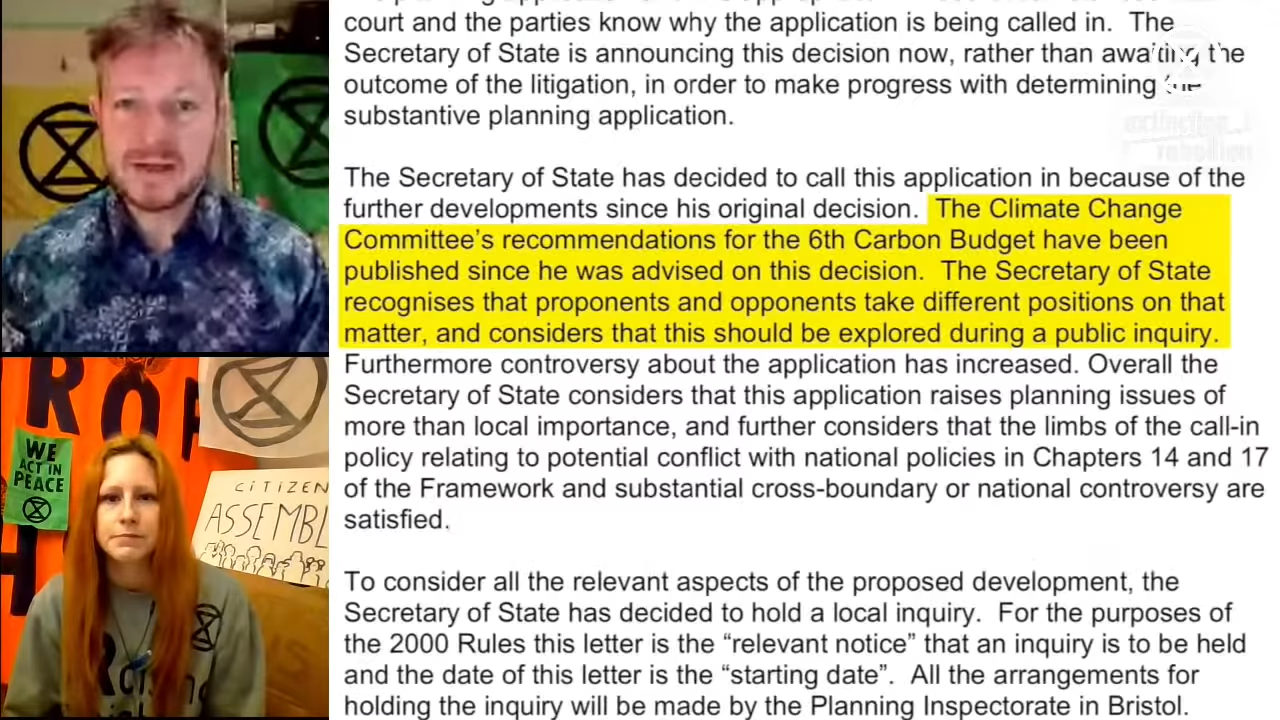 court and the parties know why the application is being called in. The
Secretary of State is announcing this decision now, rather than awaiting the
outcome of the litigation, in order to make progress with determining the
substantive planning application.
The Secretary of State has decided to call this application in because of the
further developments since his original decision. The Climate Change
Committee's recommendations for the 6th Carbon Budget have been
published since he was advised on this decision. The Secretary of State
recognises that proponents and opponents take different positions on that
matter, and considers that this should be explored during a public inquiry.
Furthermore controversy about the application has increased. Overall the
Secretary of State considers that this application raises planning issues of
more than local importance, and further considers that the limbs of the call-in
policy relating to potential conflict with national policies in Chapters 14 and 17
of the Framework and substantial cross-boundary or national controversy are
satisfied.
To consider all the relevant aspects of the proposed development, the
Secretary of State has decided to hold a local inquiry. For the purposes of
the 2000 Rules this letter is the “relevant notice” that an inquiry is to be held
and the date of this letter is the “starting date”. All the arrangements for
holding the inquiry will be made by the Planning Inspectorate in Bristol.
extinction
rebellion
WE
ACT IN
PEACE
CITIZEN
ASSEMBL